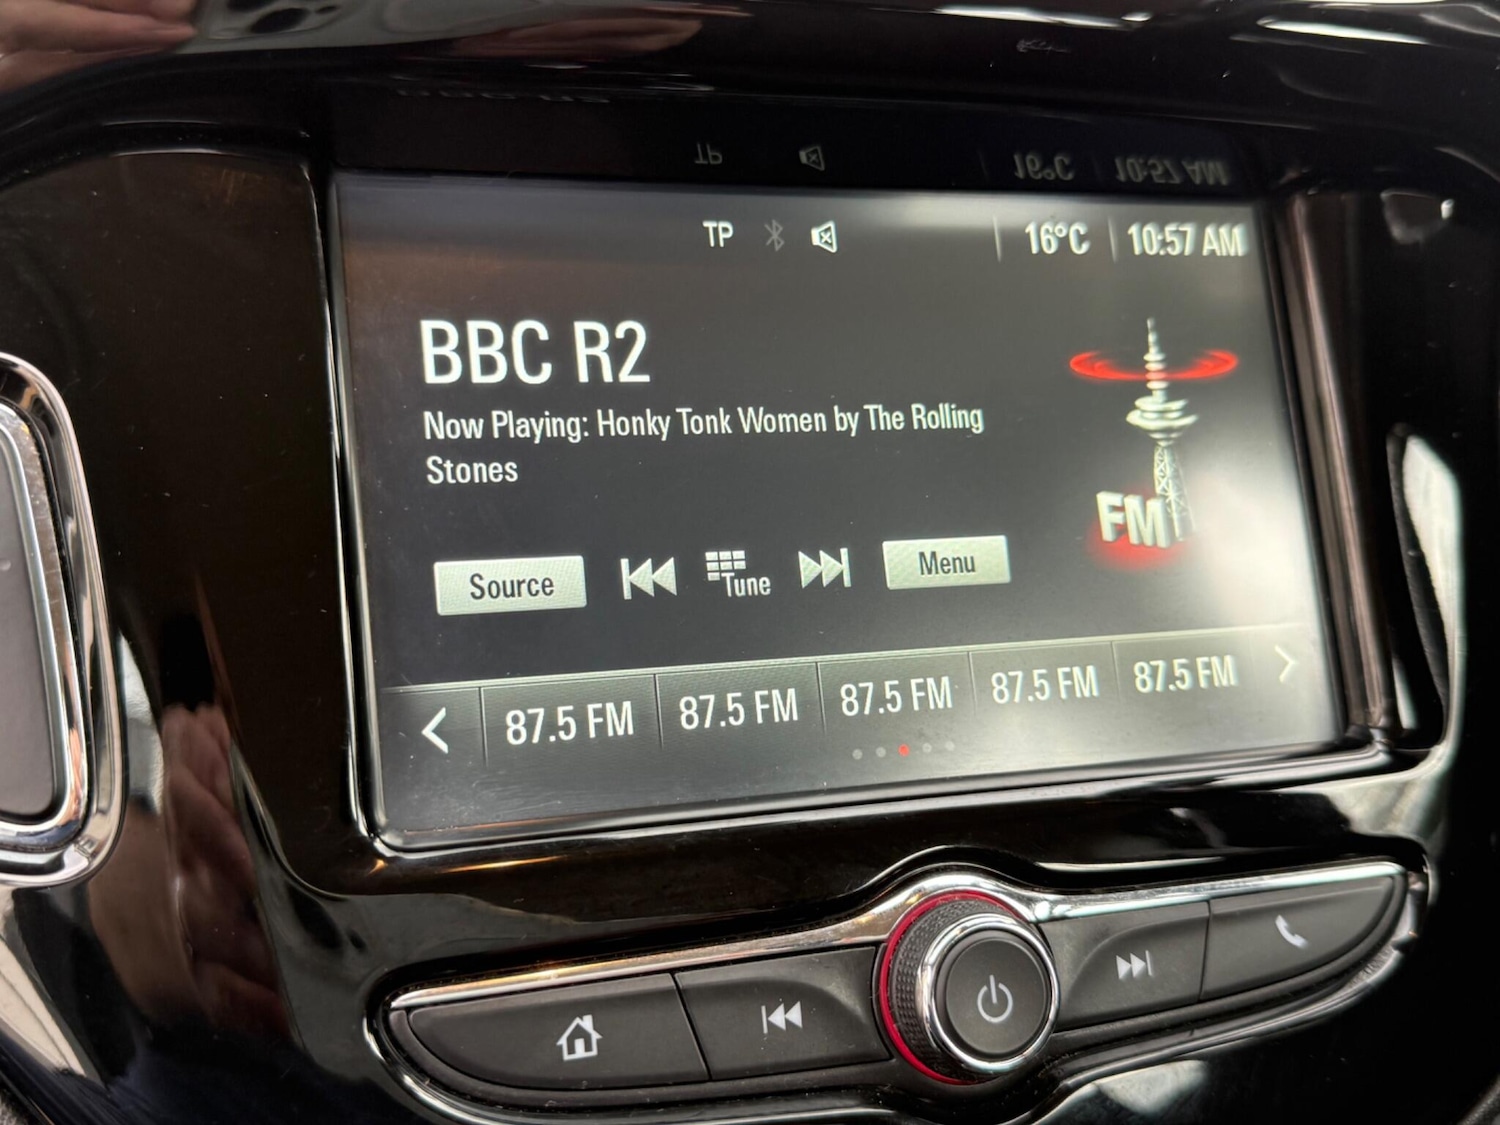 TP 16°C 10:57 AM
BBC R2
Now Playing: Honky Tonk Women by The Rolling
Stones
FM
Source Tune Menu
87.5 FM 87.5 FM 87.5 FM 87.5 FM 87.5 FM